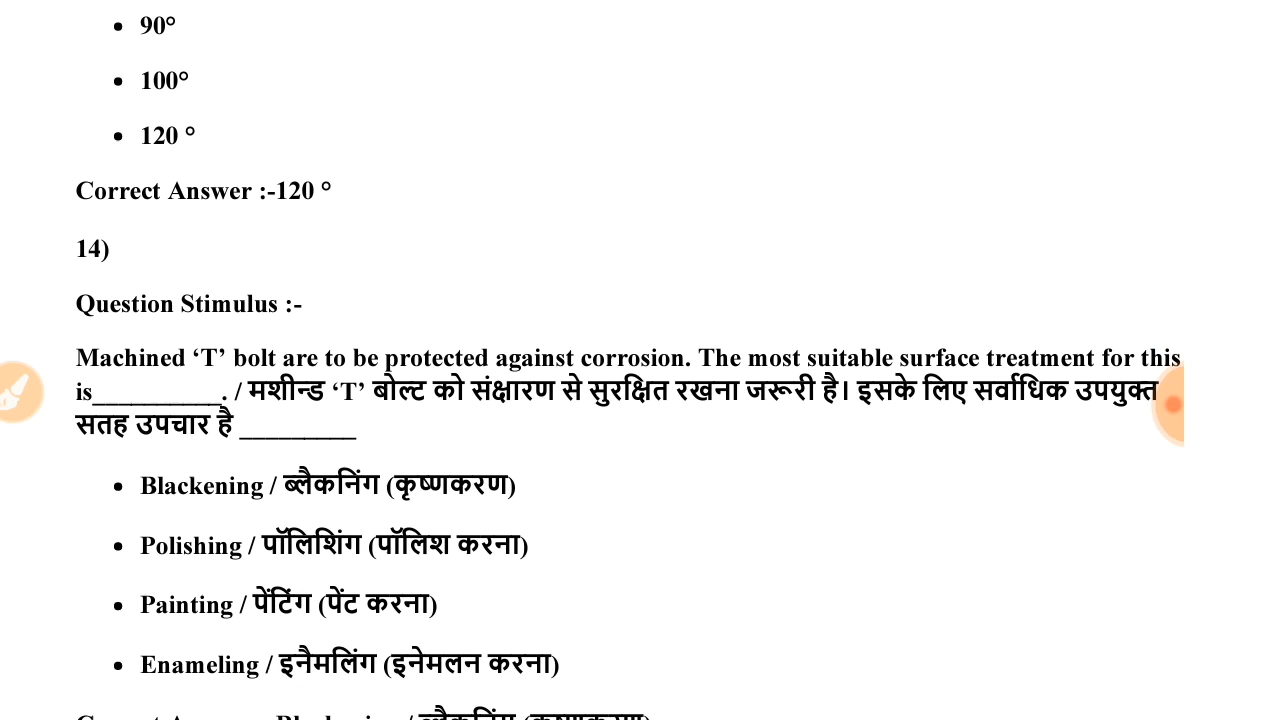 • 90°
• 100°
• 120 °
Correct Answer :-120 °
14)
Question Stimulus :-
Machined ‘T’ bolt are to be protected against corrosion. The most suitable surface treatment for this
is__________. / मशीन्ड ‘T’ बोल्ट को संक्षारण से सुरक्षित रखना जरूरी है। इसके लिए सर्वाधिक उपयुक्त
सतह उपचार है _________
• Blackening / ब्लैकनिंग (कृष्णकरण)
• Polishing / पॉलिशिंग (पॉलिश करना)
• Painting / पेंटिंग (पेंट करना)
• Enameling / इनैमलिंग (इनेमलन करना)